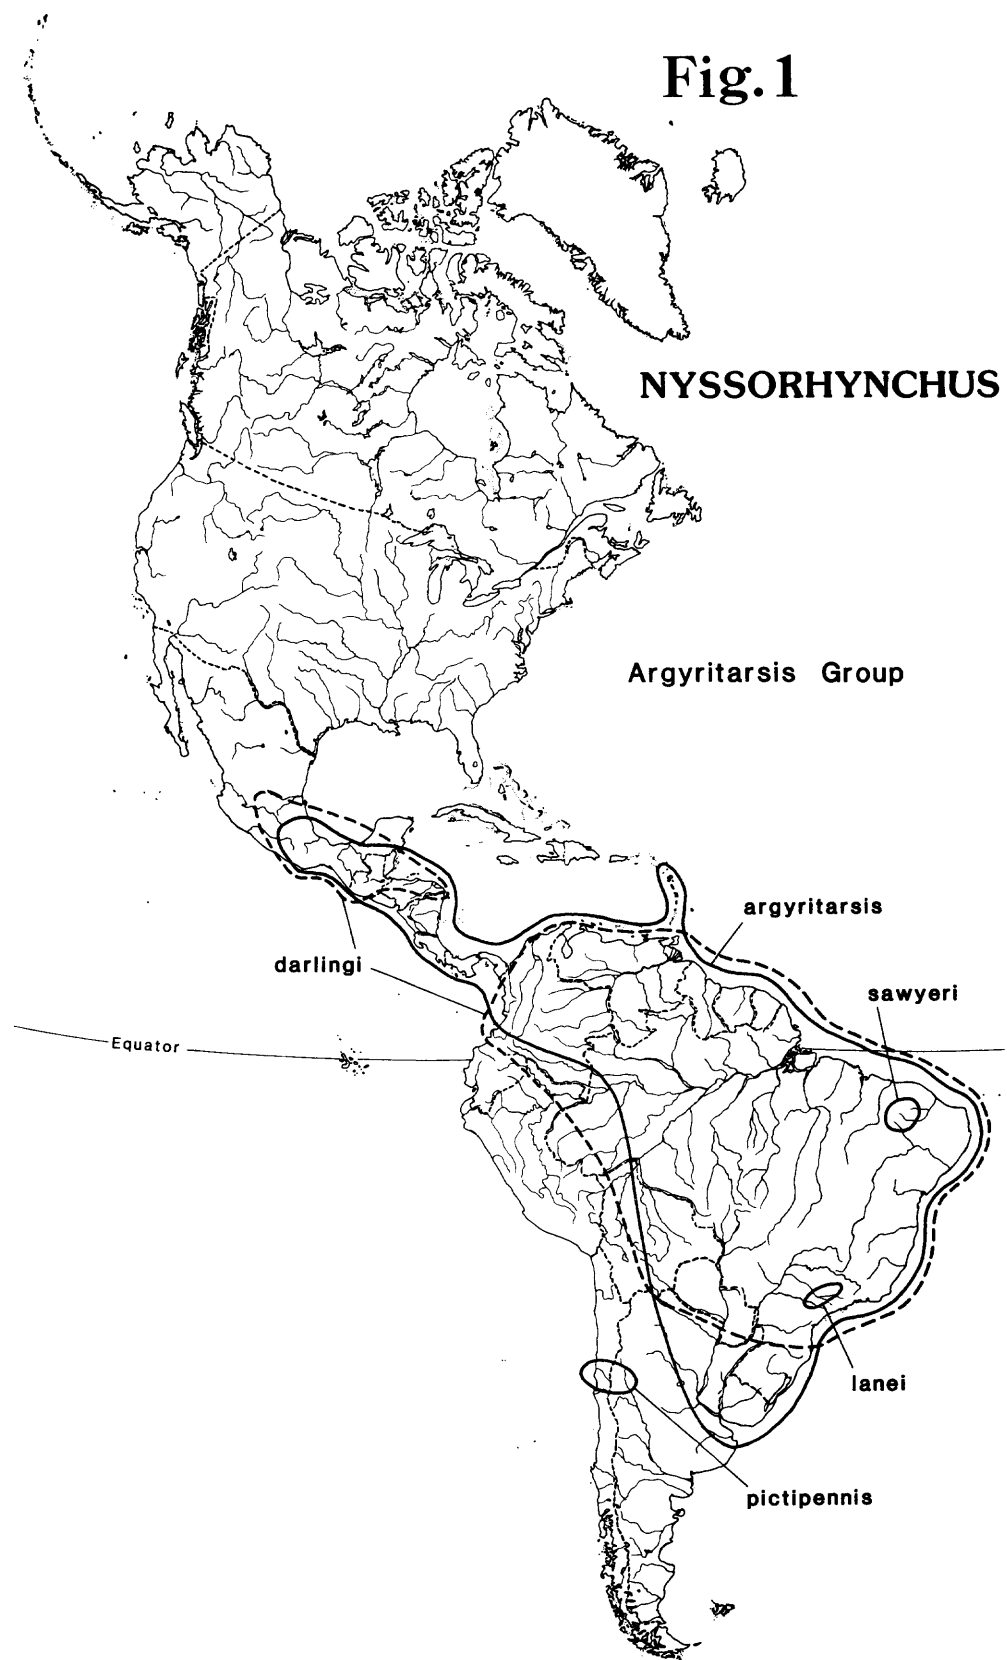 Fig. 1
NYSSORHYNCHUS
Argyritarsis Group
argyritarsis
darlingi
sawyeri
Equator
lanei
pictipennis